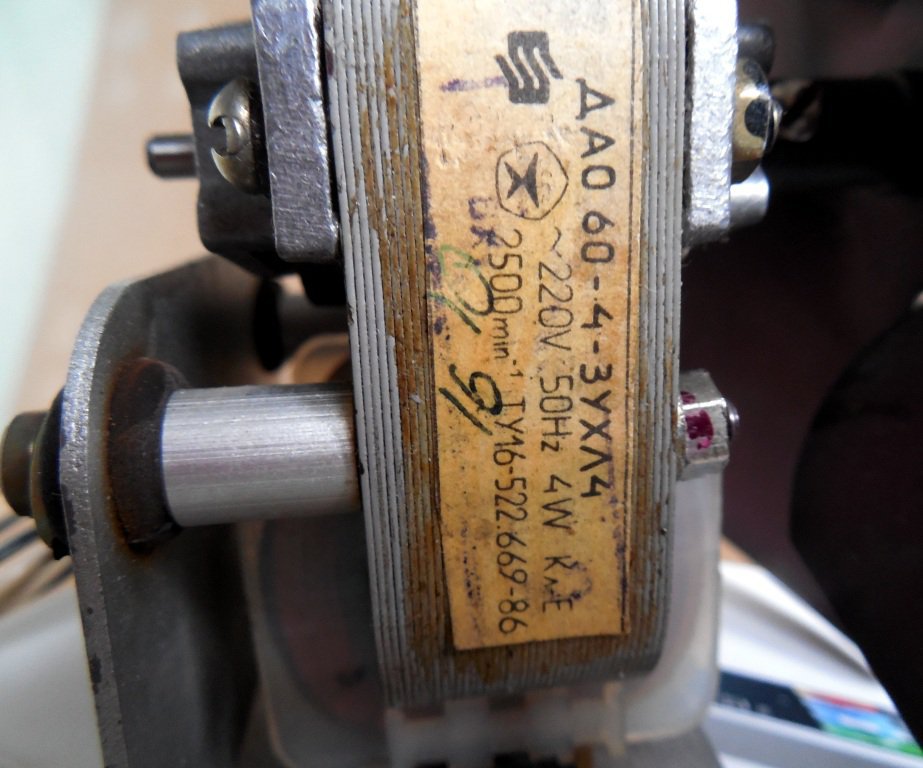 ДАО 60-4-3УХЛ4
~220V 50Hz 4W
2500min⁻¹ ТУ16-522.669-86